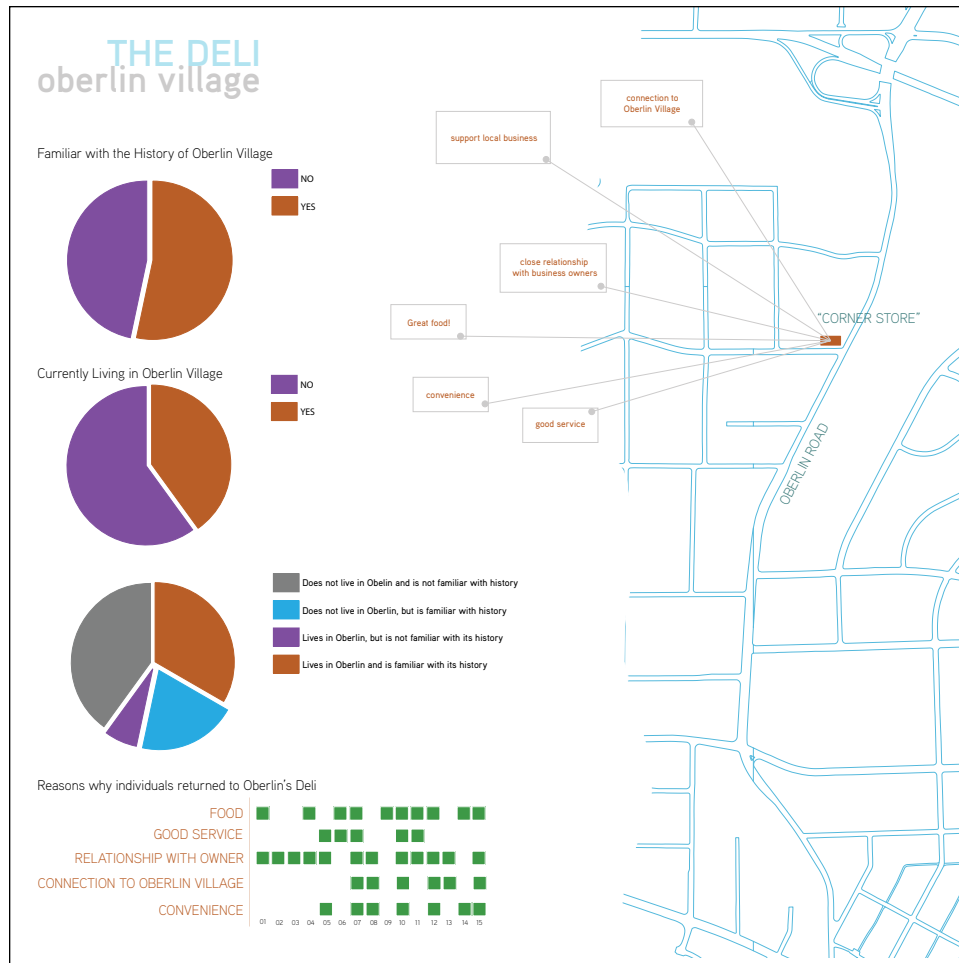 THE DELI
oberlin village
Familiar with the History of Oberlin Village
NO
YES
Currently Living in Oberlin Village
NO
YES
Does not live in Obelin and is not familiar with history
Does not live in Oberlin, but is familiar with history
Lives in Oberlin, but is not familiar with its history
Lives in Oberlin and is familiar with its history
Reasons why individuals returned to Oberlin's Deli
FOOD
GOOD SERVICE
RELATIONSHIP WITH OWNER
CONNECTION TO OBERLIN VILLAGE
CONVENIENCE
01 02 03 04 05 06 07 08 09 10 11 12 13 14 15
connection to
Oberlin Village
support local business
close relationship
with business owners
Great food!
convenience
good service
"CORNER STORE"
OBERLIN ROAD